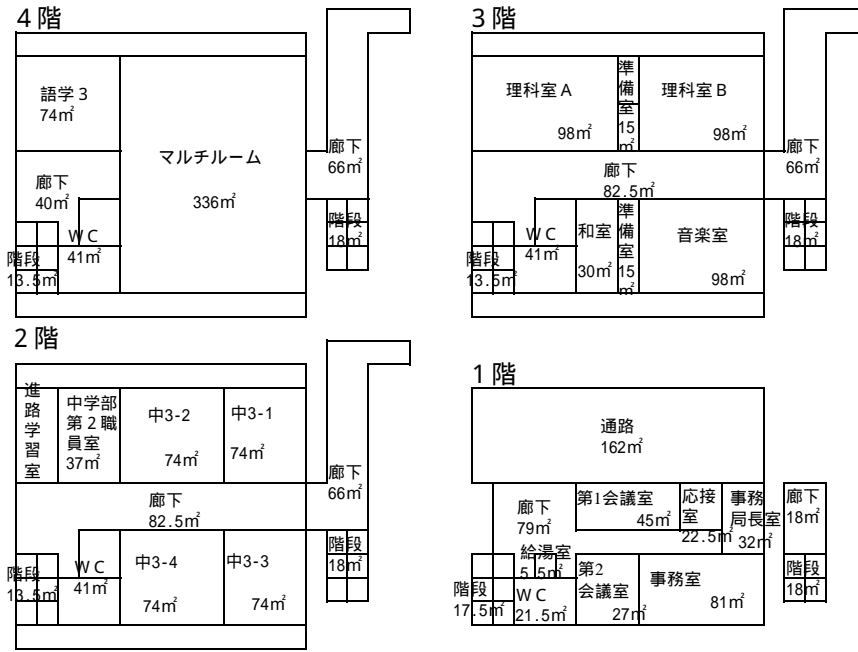 4階
語学3
74㎡
マルチルーム
336㎡
廊下
66㎡
廊下
40㎡
階段
18㎡
WC
41㎡
階段
13.5㎡
3階
理科室A
98㎡
準備室
15㎡
理科室B
98㎡
廊下
66㎡
廊下
82.5㎡
階段
18㎡
WC
41㎡
和室
30㎡
準備室
15㎡
音楽室
98㎡
階段
13.5㎡
2階
進路学習室
中学部
第2職
員室
37㎡
中3-2
74㎡
中3-1
74㎡
廊下
66㎡
廊下
82.5㎡
階段
18㎡
WC
41㎡
中3-4
74㎡
中3-3
74㎡
階段
13.5㎡
1階
通路
162㎡
廊下
79㎡
第1会議室
45㎡
応接
室
22.5㎡
事務
局長室
32㎡
廊下
18㎡
給湯室
5.5㎡
階段
17.5㎡
WC
21.5㎡
第2
会議室
27㎡
事務室
81㎡
階段
18㎡